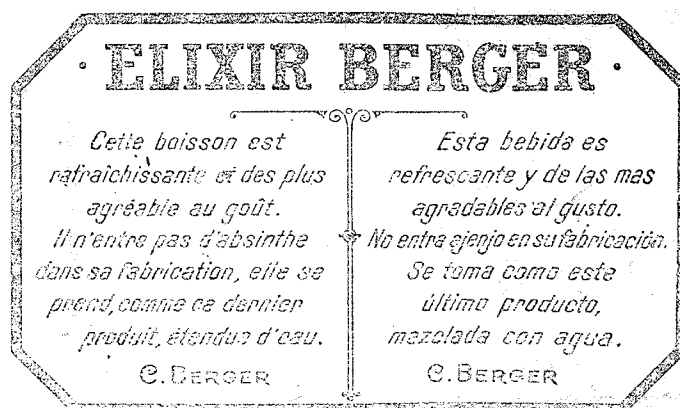 · ELIXIR BERGER ·
Cette boisson est
rafraîchissante et des plus
agréable au goût.
Il n'entre pas d'absinthe
dans sa fabrication, elle se
prend, comme ce dernier
produit, étendue d'eau.
C. BERGER
Esta bebida es
refrescante y de las mas
agradables al gusto.
No entra ajenjo en su fabricación.
Se toma como este
último producto,
mezclada con agua.
C. BERGER